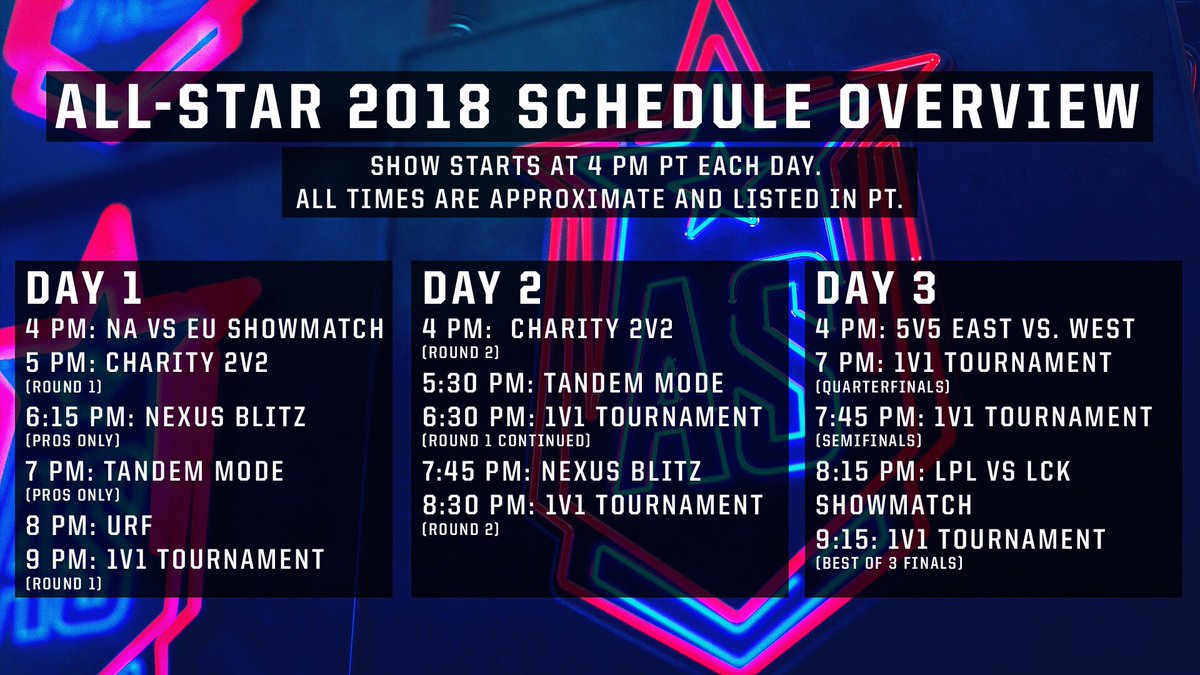 ALL-STAR 2018 SCHEDULE OVERVIEW
SHOW STARTS AT 4 PM PT EACH DAY.
ALL TIMES ARE APPROXIMATE AND LISTED IN PT.
DAY 1
4 PM: NA VS EU SHOWMATCH
5 PM: CHARITY 2V2
(ROUND 1)
6:15 PM: NEXUS BLITZ
(PROS ONLY)
7 PM: TANDEM MODE
(PROS ONLY)
8 PM: URF
9 PM: 1V1 TOURNAMENT
(ROUND 1)
DAY 2
4 PM: CHARITY 2V2
(ROUND 2)
5:30 PM: TANDEM MODE
6:30 PM: 1V1 TOURNAMENT
(ROUND 1 CONTINUED)
7:45 PM: NEXUS BLITZ
8:30 PM: 1V1 TOURNAMENT
(ROUND 2)
DAY 3
4 PM: 5V5 EAST VS. WEST
7 PM: 1V1 TOURNAMENT
(QUARTERFINALS)
7:45 PM: 1V1 TOURNAMENT
(SEMIFINALS)
8:15 PM: LPL VS LCK
SHOWMATCH
9:15: 1V1 TOURNAMENT
(BEST OF 3 FINALS)
AS